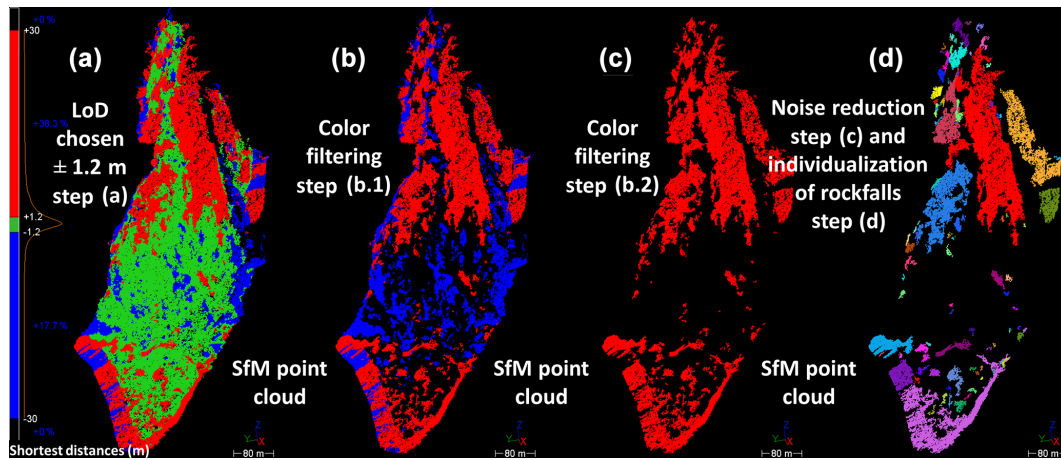 +0 %
+30
(a)
(b)
(c)
(d)
LoD
chosen
± 1.2 m
step (a)
Color
filtering
step (b.1)
Color
filtering
step (b.2)
Noise reduction
step (c) and
individualization
of rockfalls
step (d)
+38.3 %
+1.2
-1.2
+17.7 %
SfM point
cloud
SfM point
cloud
SfM point
cloud
-30
+0 %
Shortest distances (m)
Z
Y
X
80 m
Z
Y
X
80 m
Z
Y
X
80 m
Z
Y
X
80 m